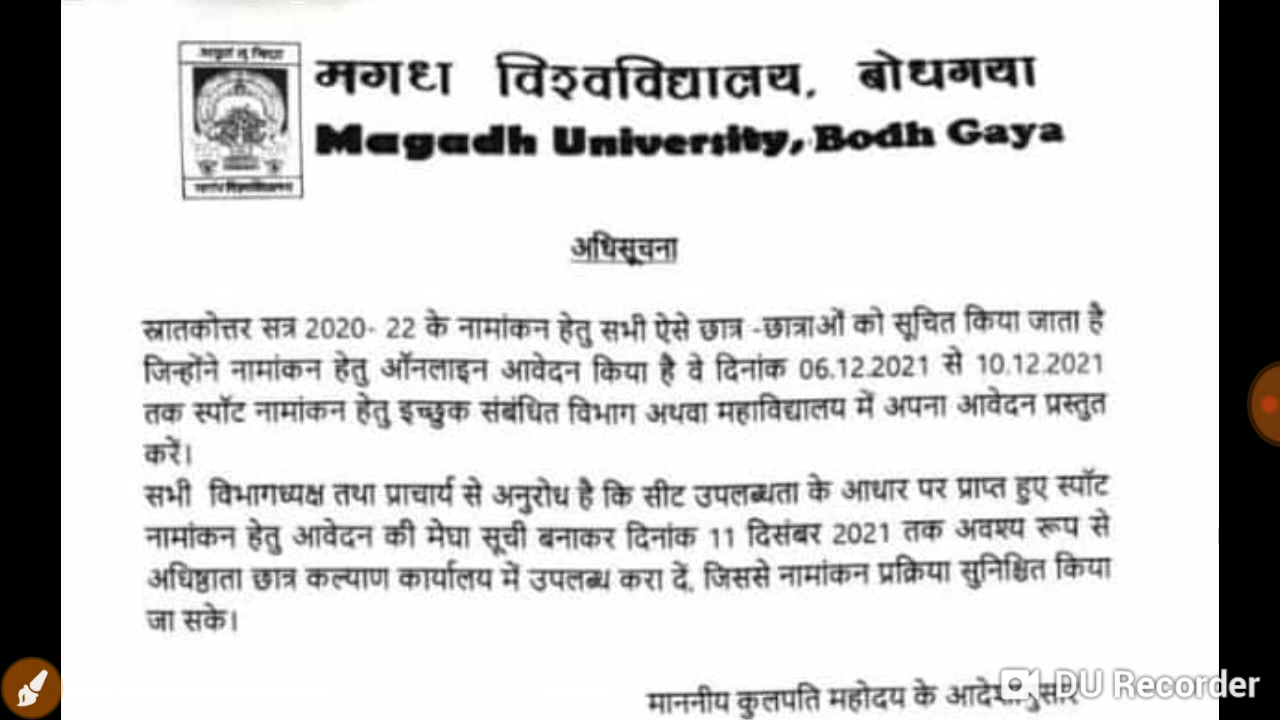 मगध विश्वविद्यालय, बोधगया
Magadh University, Bodh Gaya
अधिसूचना
स्नातकोत्तर सत्र 2020- 22 के नामांकन हेतु सभी ऐसे छात्र -छात्राओं को सूचित किया जाता है
जिन्होंने नामांकन हेतु ऑनलाइन आवेदन किया है वे दिनांक 06.12.2021 से 10.12.2021
तक स्पॉट नामांकन हेतु इच्छुक संबंधित विभाग अथवा महाविद्यालय में अपना आवेदन प्रस्तुत
करें।
सभी विभागध्यक्ष तथा प्राचार्य से अनुरोध है कि सीट उपलब्धता के आधार पर प्राप्त हुए स्पॉट
नामांकन हेतु आवेदन की मेघा सूची बनाकर दिनांक 11 दिसंबर 2021 तक अवश्य रूप से
अधिष्ठाता छात्र कल्याण कार्यालय में उपलब्ध करा दें, जिससे नामांकन प्रक्रिया सुनिश्चित किया
जा सके।
माननीय कुलपति महोदय के आदेशानुसार
DU Recorder